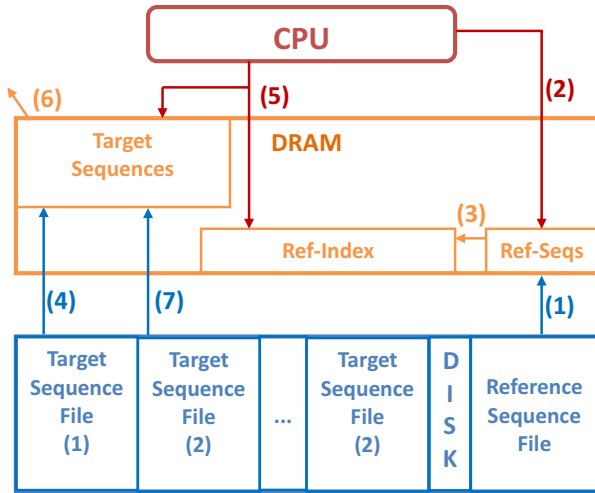 CPU
(6)
(5)
(2)
Target
Sequences
DRAM
(3)
Ref-Index
Ref-Seqs
(4)
(7)
(1)
Target
Sequence
File
(1)
Target
Sequence
File
(2)
...
Target
Sequence
File
(2)
D
I
S
K
Reference
Sequence
File